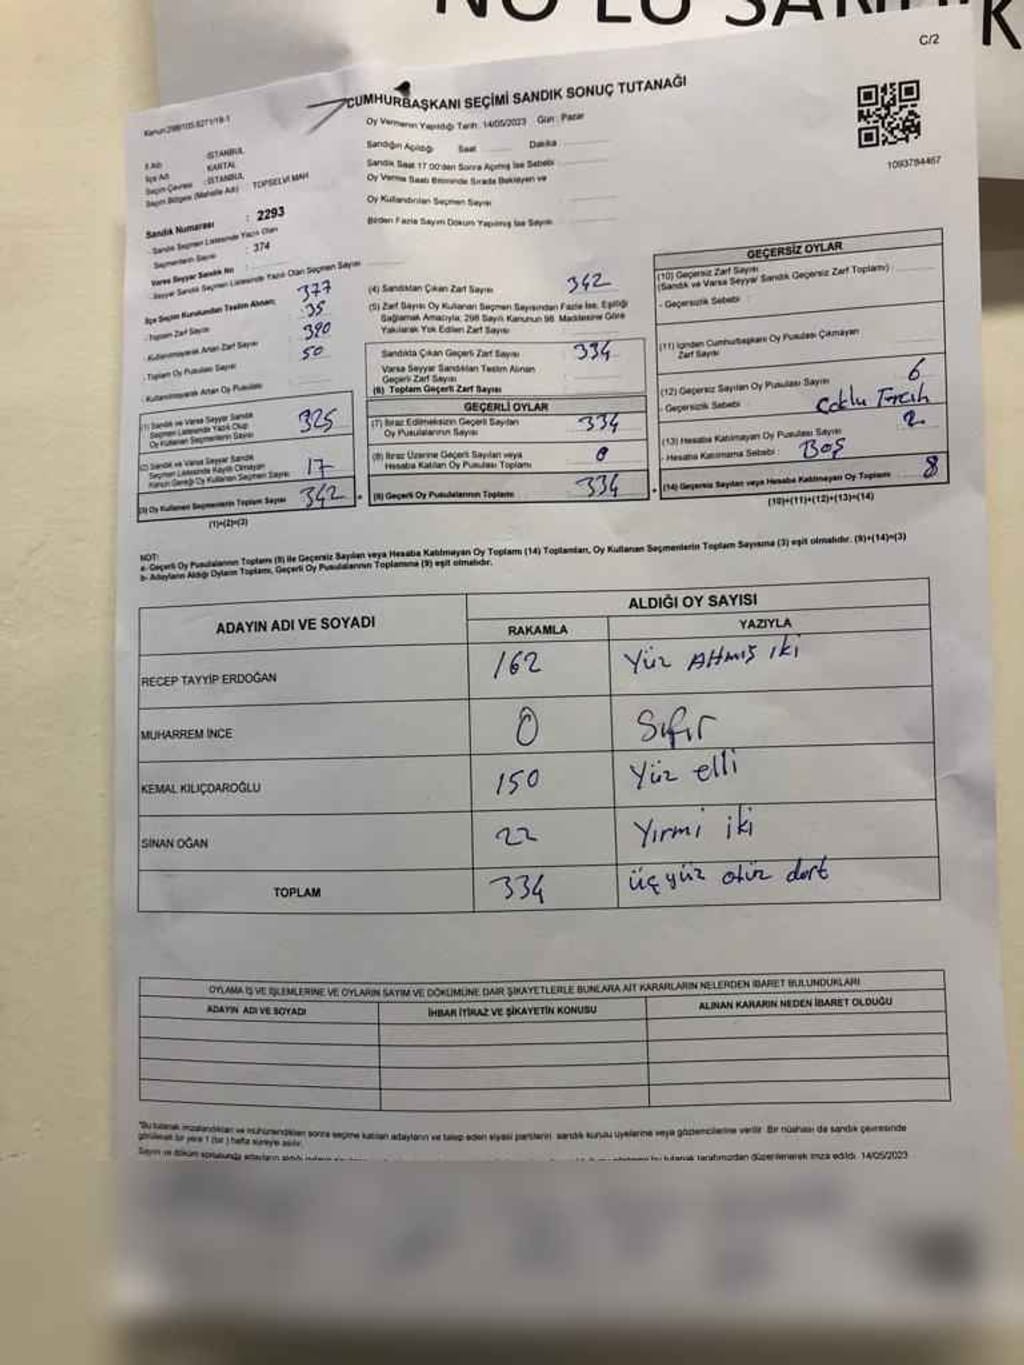 NO LU SANDIK
C/2
CUMHURBAŞKANI SEÇİMİ SANDIK SONUÇ TUTANAĞI
Oy Vermenin Yapıldığı Tarih: 14/05/2023 Gün: Pazar
Sandığın Açıldığı Saat Dakika
Sandık Saat 17.00'den Sonra Açılmış İse Sebebi
Oy Verme Saati Bitiminde Sırada Bekleyen ve
Oy Kullandırılan Seçmen Sayısı
Birden Fazla Sayım Döküm Yapılmış İse Sayısı
1093784467
İl Adı : İSTANBUL
İlçe Adı KARTAL
Seçim Çevresi : İSTANBUL
Seçim Bölgesi (Mahalle Adı) : TOPSELVİ MAH
Sandık Numarası : 2293
- Sandık Seçmen Listesinde Yazılı Olan
Seçmenlerin Sayısı : 374
Varsa Seyyar Sandık No
- Seyyar Sandık Seçmen Listesinde Yazılı Olan Seçmen Sayısı
İlçe Seçim Kurulundan Teslim Alınan;
- Toplam Zarf Sayısı 377
- Kullanılmayarak Artan Zarf Sayısı 35
- Toplam Oy Pusulası Sayısı 390
- Kullanılmayarak Artan Oy Pusulası 50
(1) Sandık ve Varsa Seyyar Sandık
Seçmen Listesinde Yazılı Olup
Oy Kullanan Seçmenlerin Sayısı 325
(2) Sandık ve Varsa Seyyar Sandık
Seçmen Listesinde Kayıtlı Olmayan
Kanun Gereği Oy Kullanan Seçmen Sayısı 17
(3) Oy Kullanan Seçmenlerin Toplam Sayısı 342
(1)+(2)=(3)
(4) Sandıktan Çıkan Zarf Sayısı 342
(5) Zarf Sayısı Oy Kullanan Seçmen Sayısından Fazla İse, Eşitliği
Sağlamak Amacıyla; 298 Sayılı Kanunun 98. Maddesine Göre
Yakılarak Yok Edilen Zarf Sayısı
Sandıkta Çıkan Geçerli Zarf Sayısı 334
Varsa Seyyar Sandıktan Teslim Alınan
Geçerli Zarf Sayısı
(6) Toplam Geçerli Zarf Sayısı
GEÇERLİ OYLAR
(7) İtiraz Edilmeksizin Geçerli Sayılan
Oy Pusulalarının Sayısı 334
(8) İtiraz Üzerine Geçerli Sayılan veya
Hesaba Katılan Oy Pusulası Toplamı 0
(9) Geçerli Oy Pusulalarının Toplamı 334
GEÇERSİZ OYLAR
(10) Geçersiz Zarf Sayısı
(Sandık ve Varsa Seyyar Sandık Geçersiz Zarf Toplamı) :
- Geçersizlik Sebebi :
(11) İçinden Cumhurbaşkanı Oy Pusulası Çıkmayan
Zarf Sayısı
(12) Geçersiz Sayılan Oy Pusulası Sayısı 6
- Geçersizlik Sebebi : Çoklu Tercih
(13) Hesaba Katılmayan Oy Pusulası Sayısı 2
- Hesaba Katılmama Sebebi : Boş
(14) Geçersiz Sayılan veya Hesaba Katılmayan Oy Toplamı 8
(10)+(11)+(12)+(13)=(14)
NOT:
a- Geçerli Oy Pusulalarının Toplamı (9) ile Geçersiz Sayılan veya Hesaba Katılmayan Oy Toplamı (14) Toplamları, Oy Kullanan Seçmenlerin Toplam Sayısına (3) eşit olmalıdır. (9)+(14)=(3)
b- Adayların Aldığı Oyların Toplamı, Geçerli Oy Pusulalarının Toplamına (9) eşit olmalıdır.
ADAYIN ADI VE SOYADI ALDIĞI OY SAYISI
RAKAMLA YAZIYLA
RECEP TAYYİP ERDOĞAN 162 Yüz Altmış iki
MUHARREM İNCE 0 Sıfır
KEMAL KILIÇDAROĞLU 150 Yüz elli
SİNAN OĞAN 22 Yırmi iki
TOPLAM 334 üçyüz otuz dört
OYLAMA İŞ VE İŞLEMLERİNE VE OYLARIN SAYIM VE DÖKÜMÜNE DAİR ŞİKAYETLERLE BUNLARA AİT KARARLARIN NELERDEN İBARET BULUNDUKLARI
ADAYIN ADI VE SOYADI İHBAR İTİRAZ VE ŞİKAYETİN KONUSU ALINAN KARARIN NEDEN İBARET OLDUĞU
"Bu tutanak imzalandıktan ve mühürlendikten sonra seçime katılan adayların ve talep eden siyasi partilerin sandık kurulu üyelerine veya gözlemcilerine verilir. Bir nüshası da sandık çevresinde
görülecek bir yere 1 (bir) hafta süreyle asılır.
Sayım ve döküm sonucunda adayların aldığı tutanak tarafımızdan düzenlenerek imza edildi. 14/05/2023